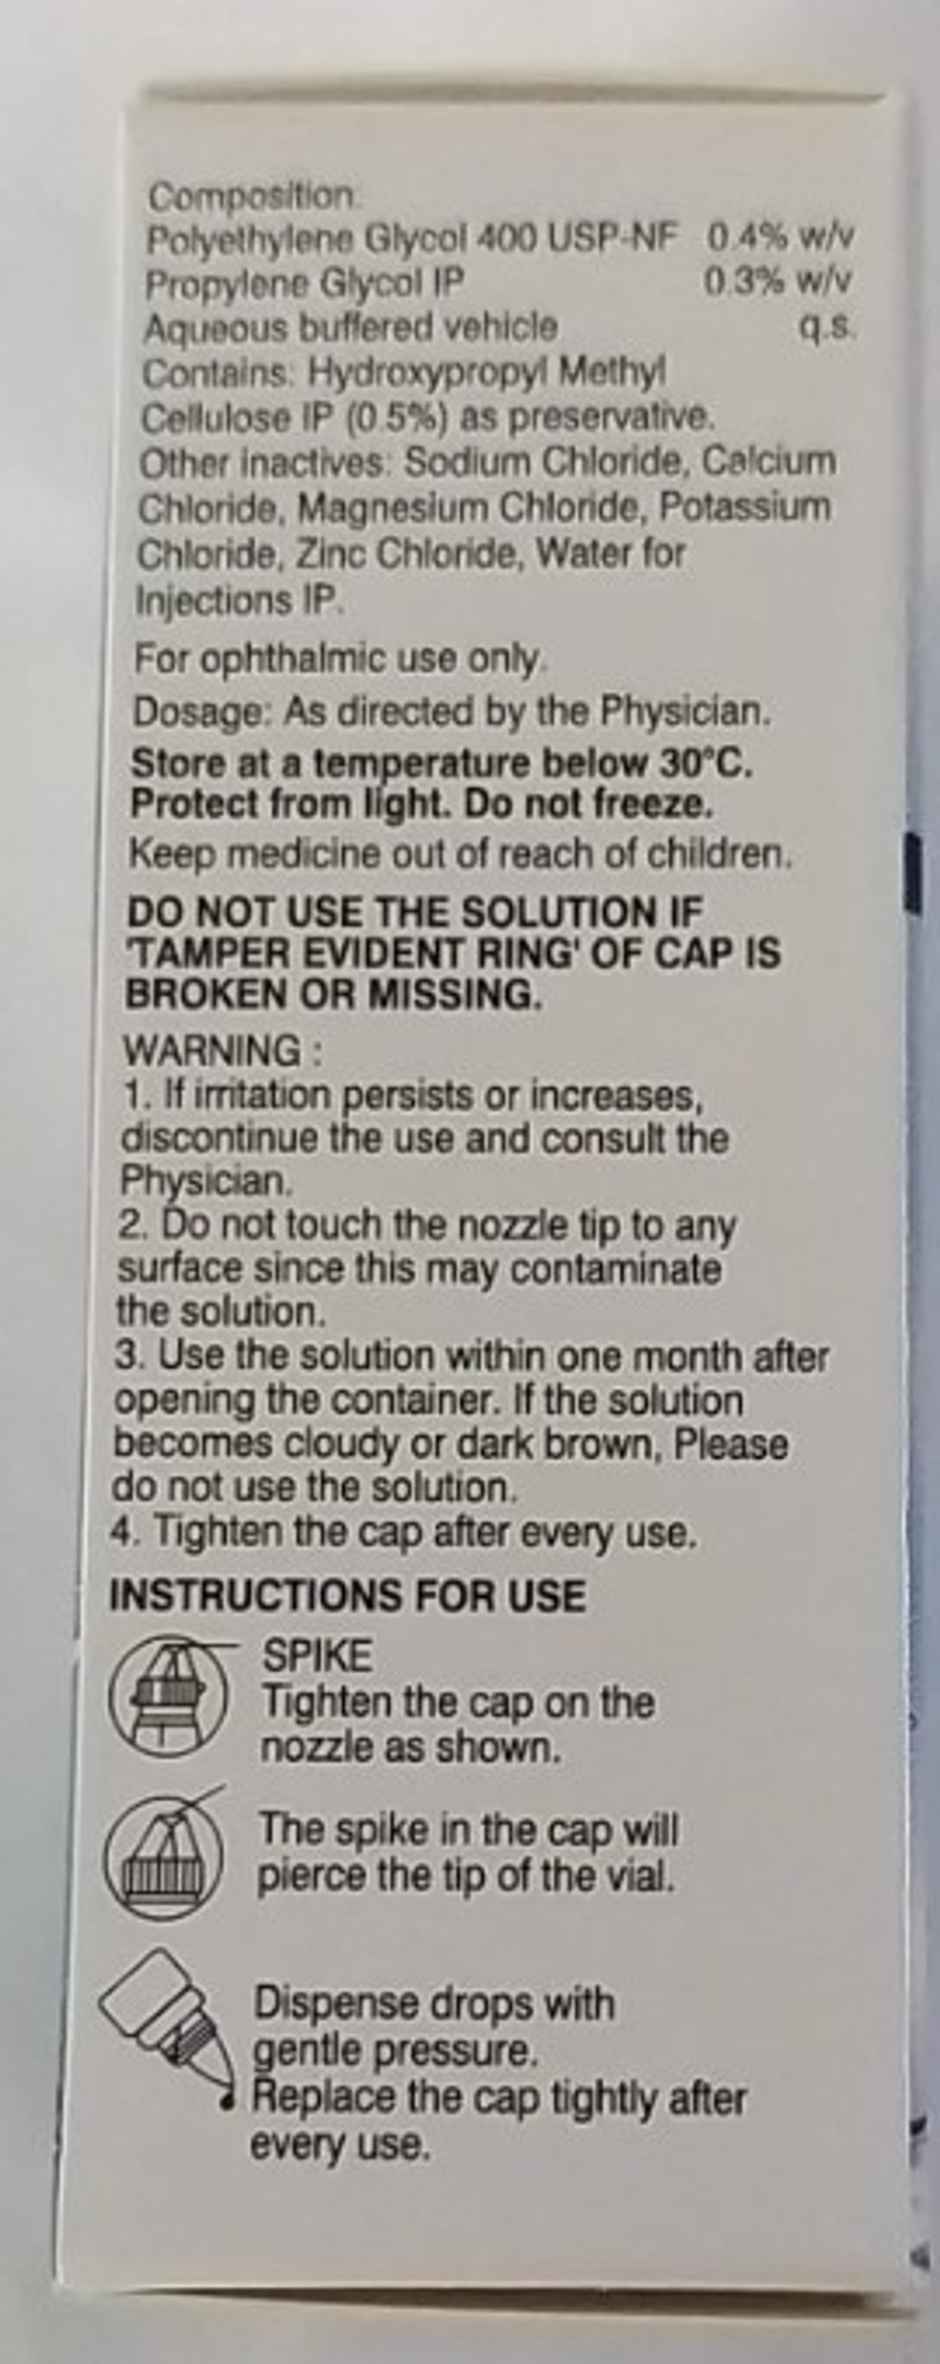 Composition:
Polyethylene Glycol 400 USP-NF 0.4% w/v
Propylene Glycol IP 0.3% w/v
Aqueous buffered vehicle q.s.
Contains: Hydroxypropyl Methyl
Cellulose IP (0.5%) as preservative.
Other inactives: Sodium Chloride, Calcium
Chloride, Magnesium Chloride, Potassium
Chloride, Zinc Chloride, Water for
Injections IP.
For ophthalmic use only.
Dosage: As directed by the Physician.
Store at a temperature below 30°C.
Protect from light. Do not freeze.
Keep medicine out of reach of children.
DO NOT USE THE SOLUTION IF
'TAMPER EVIDENT RING' OF CAP IS
BROKEN OR MISSING.
WARNING :
1. If irritation persists or increases,
discontinue the use and consult the
Physician.
2. Do not touch the nozzle tip to any
surface since this may contaminate
the solution.
3. Use the solution within one month after
opening the container. If the solution
becomes cloudy or dark brown, Please
do not use the solution.
4. Tighten the cap after every use.
INSTRUCTIONS FOR USE
SPIKE
Tighten the cap on the
nozzle as shown.
The spike in the cap will
pierce the tip of the vial.
Dispense drops with
gentle pressure.
Replace the cap tightly after
every use.